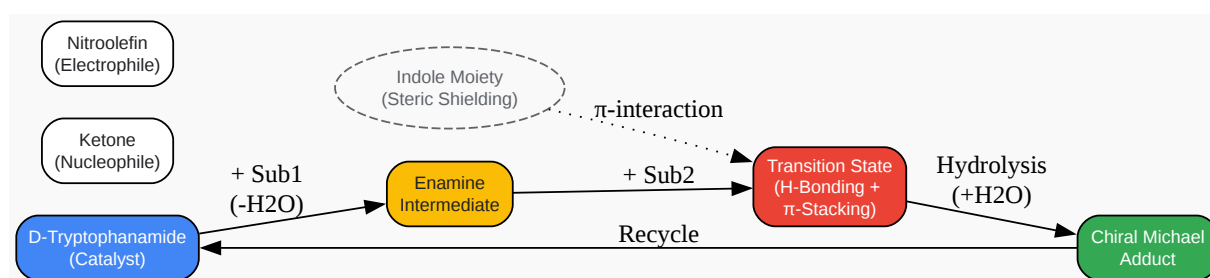 Nitroolefin
(Electrophile)
Ketone
(Nucleophile)
D-Tryptophanamide
(Catalyst)
+ Sub1
(-H2O)
Indole Moiety
(Steric Shielding)
Enamine
Intermediate
π-interaction
+ Sub2
Transition State
(H-Bonding +
π-Stacking)
Hydrolysis
(+H2O)
Recycle
Chiral Michael
Adduct